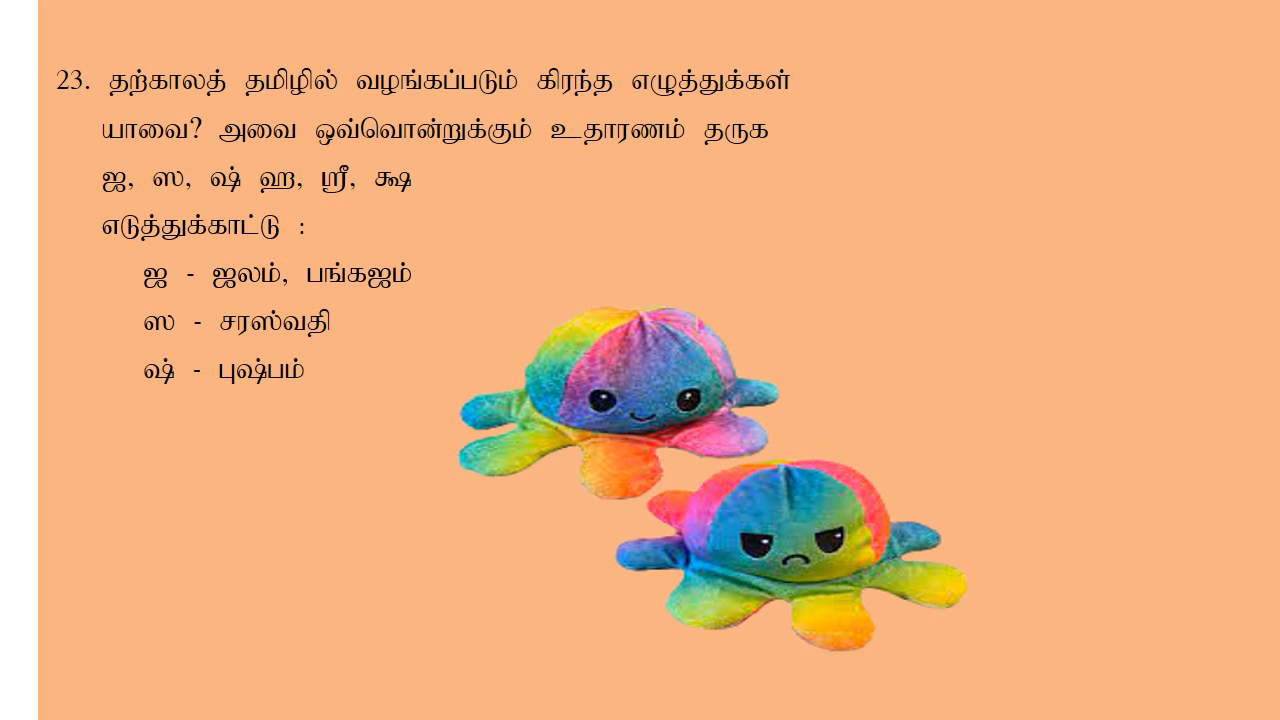 23. தற்காலத் தமிழில் வழங்கப்படும் கிரந்த எழுத்துக்கள்
யாவை? அவை ஒவ்வொன்றுக்கும் உதாரணம் தருக
ஜ, ஸ, ஷ் ஹ, ஸ்ரீ, க்ஷ
எடுத்துக்காட்டு :
ஜ - ஜலம், பங்கஜம்
ஸ - சரஸ்வதி
ஷ் - புஷ்பம்